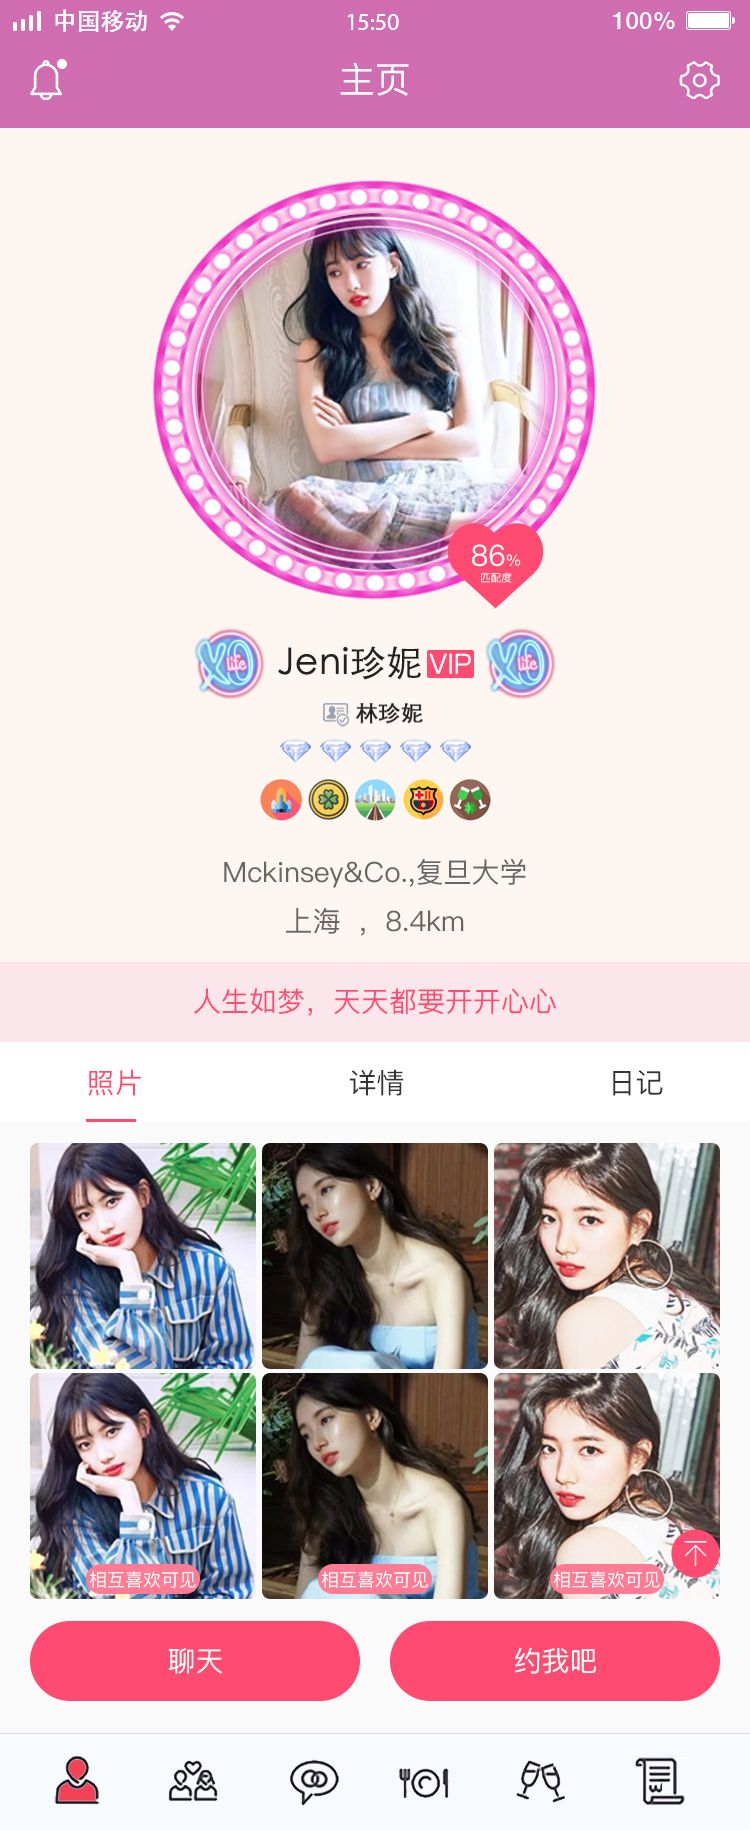 中国移动 15:50 100%
主页
86%
匹配度
XO life Jeni珍妮 VIP XO life
林珍妮
Mckinsey&Co.,复旦大学
上海 , 8.4km
人生如梦，天天都要开开心心
照片 详情 日记
相互喜欢可见 相互喜欢可见 相互喜欢可见
聊天 约我吧